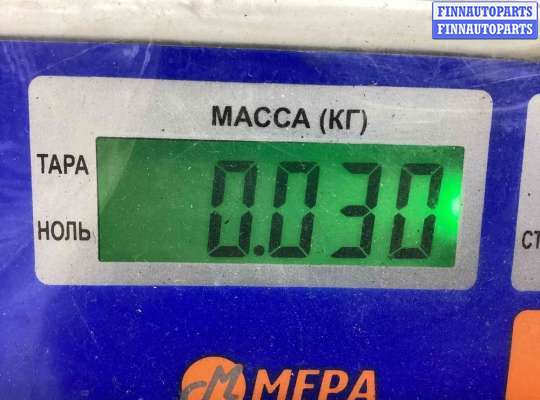 FINNAUTOPARTS
FINNAUTOPARTS
МАССА (КГ)
ТАРА
0.030
НОЛЬ
МЕРА